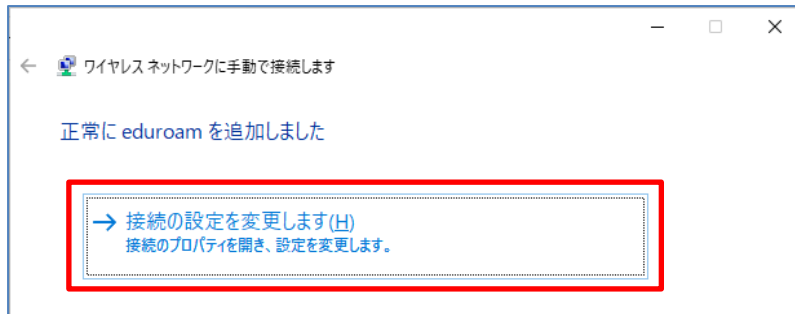 ワイヤレス ネットワークに手動で接続します
正常に eduroam を追加しました
→ 接続の設定を変更します(H)
接続のプロパティを開き、設定を変更します。